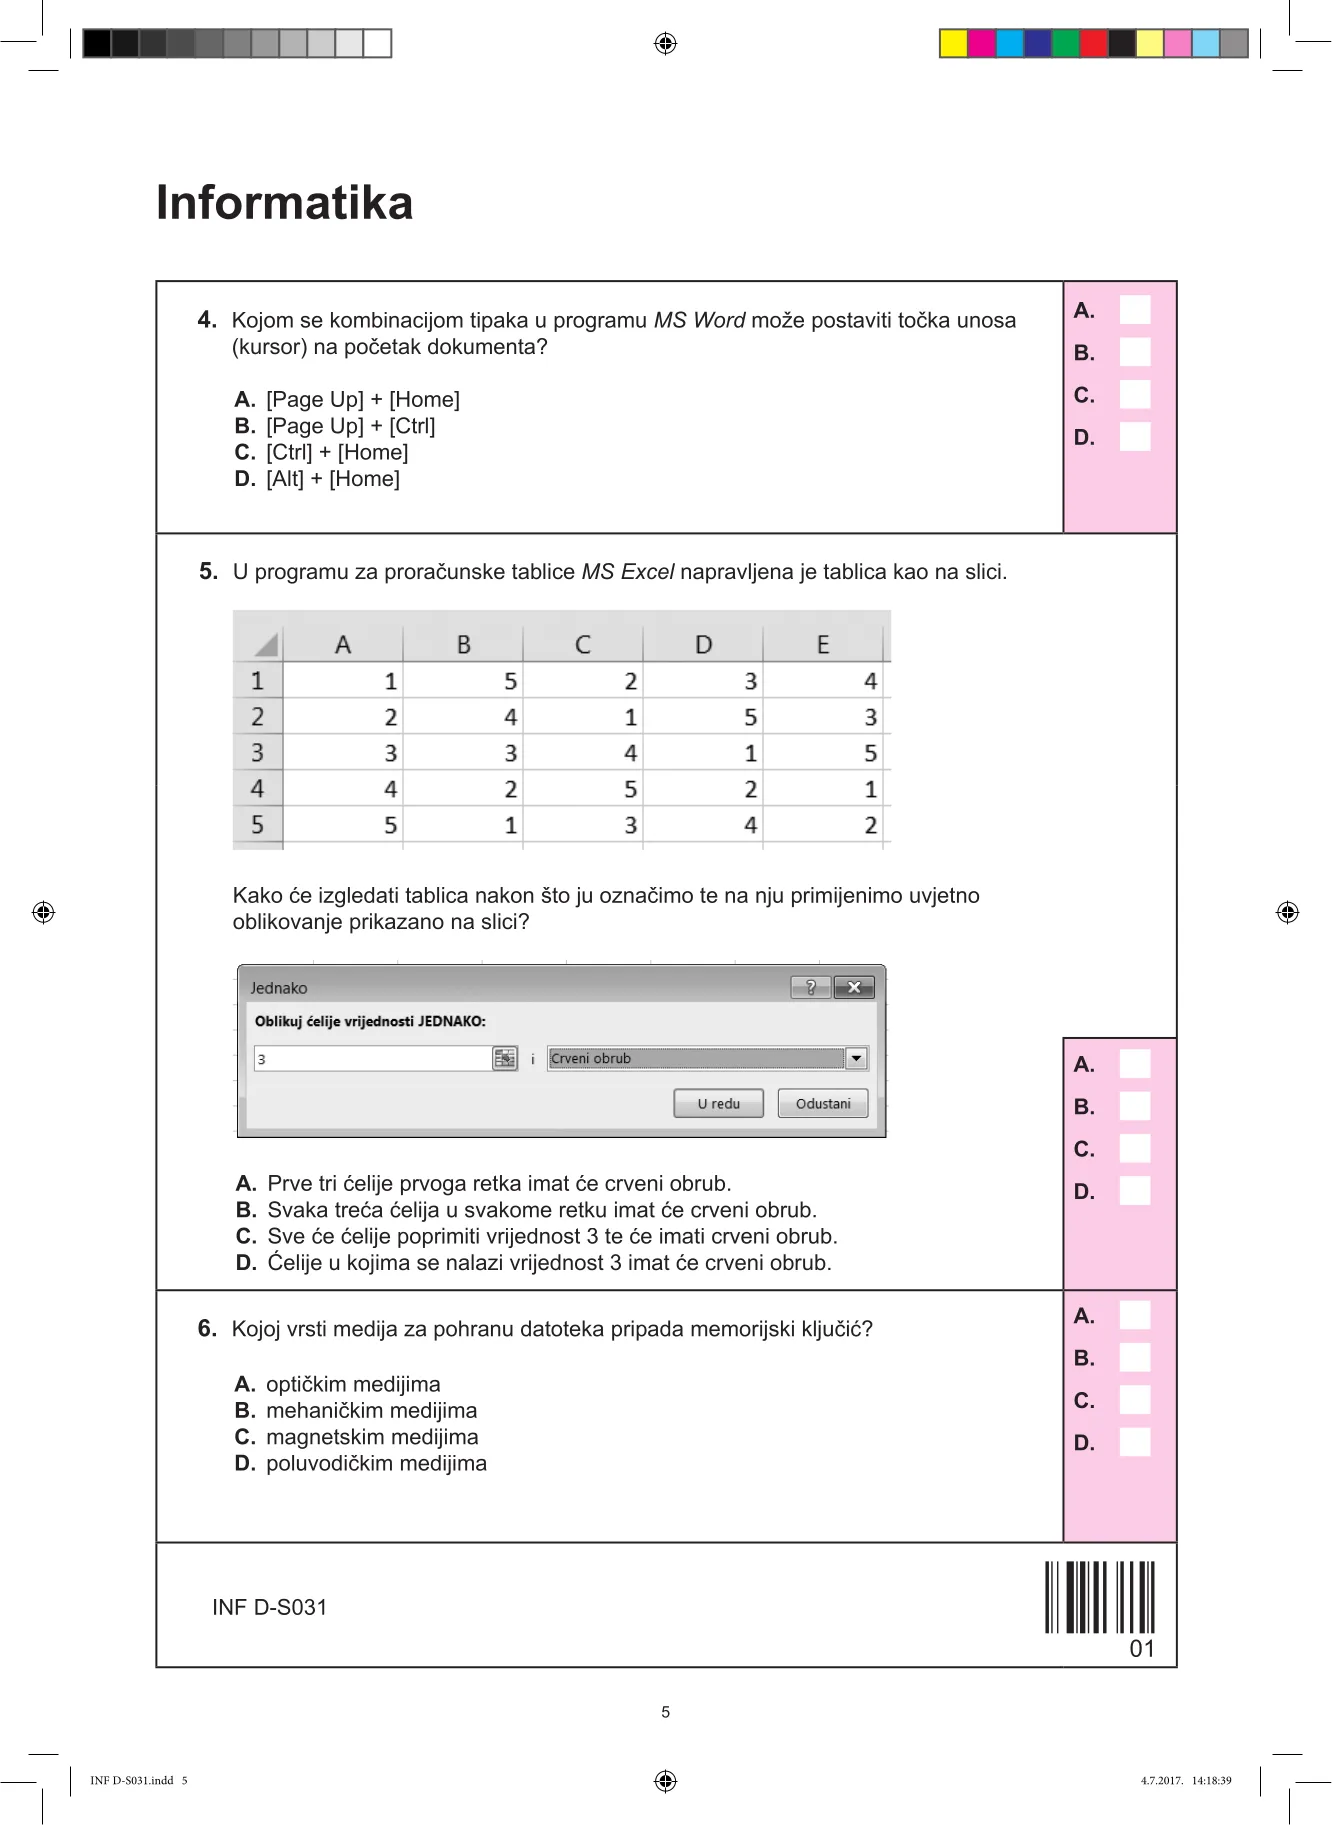 Informatika
4. Kojom se kombinacijom tipaka u programu MS Word može postaviti točka unosa
(kursor) na početak dokumenta?
A. [Page Up] + [Home]
B. [Page Up] + [Ctrl]
C. [Ctrl] + [Home]
D. [Alt] + [Home]
A.
B.
C.
D.
5. U programu za proračunske tablice MS Excel napravljena je tablica kao na slici.
A B C D E
1 1 5 2 3 4
2 2 4 1 5 3
3 3 3 4 1 5
4 4 2 5 2 1
5 5 1 3 4 2
Kako će izgledati tablica nakon što ju označimo te na nju primijenimo uvjetno
oblikovanje prikazano na slici?
Jednako ?
Oblikuj ćelije vrijednosti JEDNAKO:
3 i Crveni obrub
U redu Odustani
A. Prve tri ćelije prvoga retka imat će crveni obrub.
B. Svaka treća ćelija u svakome retku imat će crveni obrub.
C. Sve će ćelije poprimiti vrijednost 3 te će imati crveni obrub.
D. Ćelije u kojima se nalazi vrijednost 3 imat će crveni obrub.
A.
B.
C.
D.
6. Kojoj vrsti medija za pohranu datoteka pripada memorijski ključić?
A. optičkim medijima
B. mehaničkim medijima
C. magnetskim medijima
D. poluvodičkim medijima
A.
B.
C.
D.
INF D-S031
01
5
INF D-S031.indd 5 4.7.2017. 14:18:39